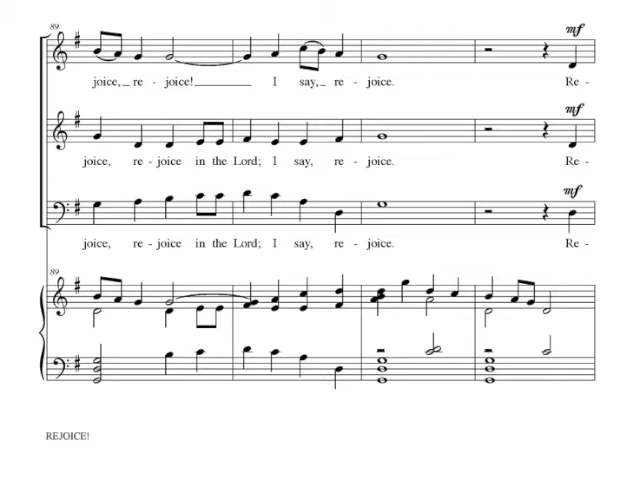 89
mf
joice, re - joice! I say, re - joice. Re -
mf
joice, re - joice in the Lord; I say, re - joice. Re -
mf
joice, re - joice in the Lord; I say, re - joice. Re -
89
REJOICE!